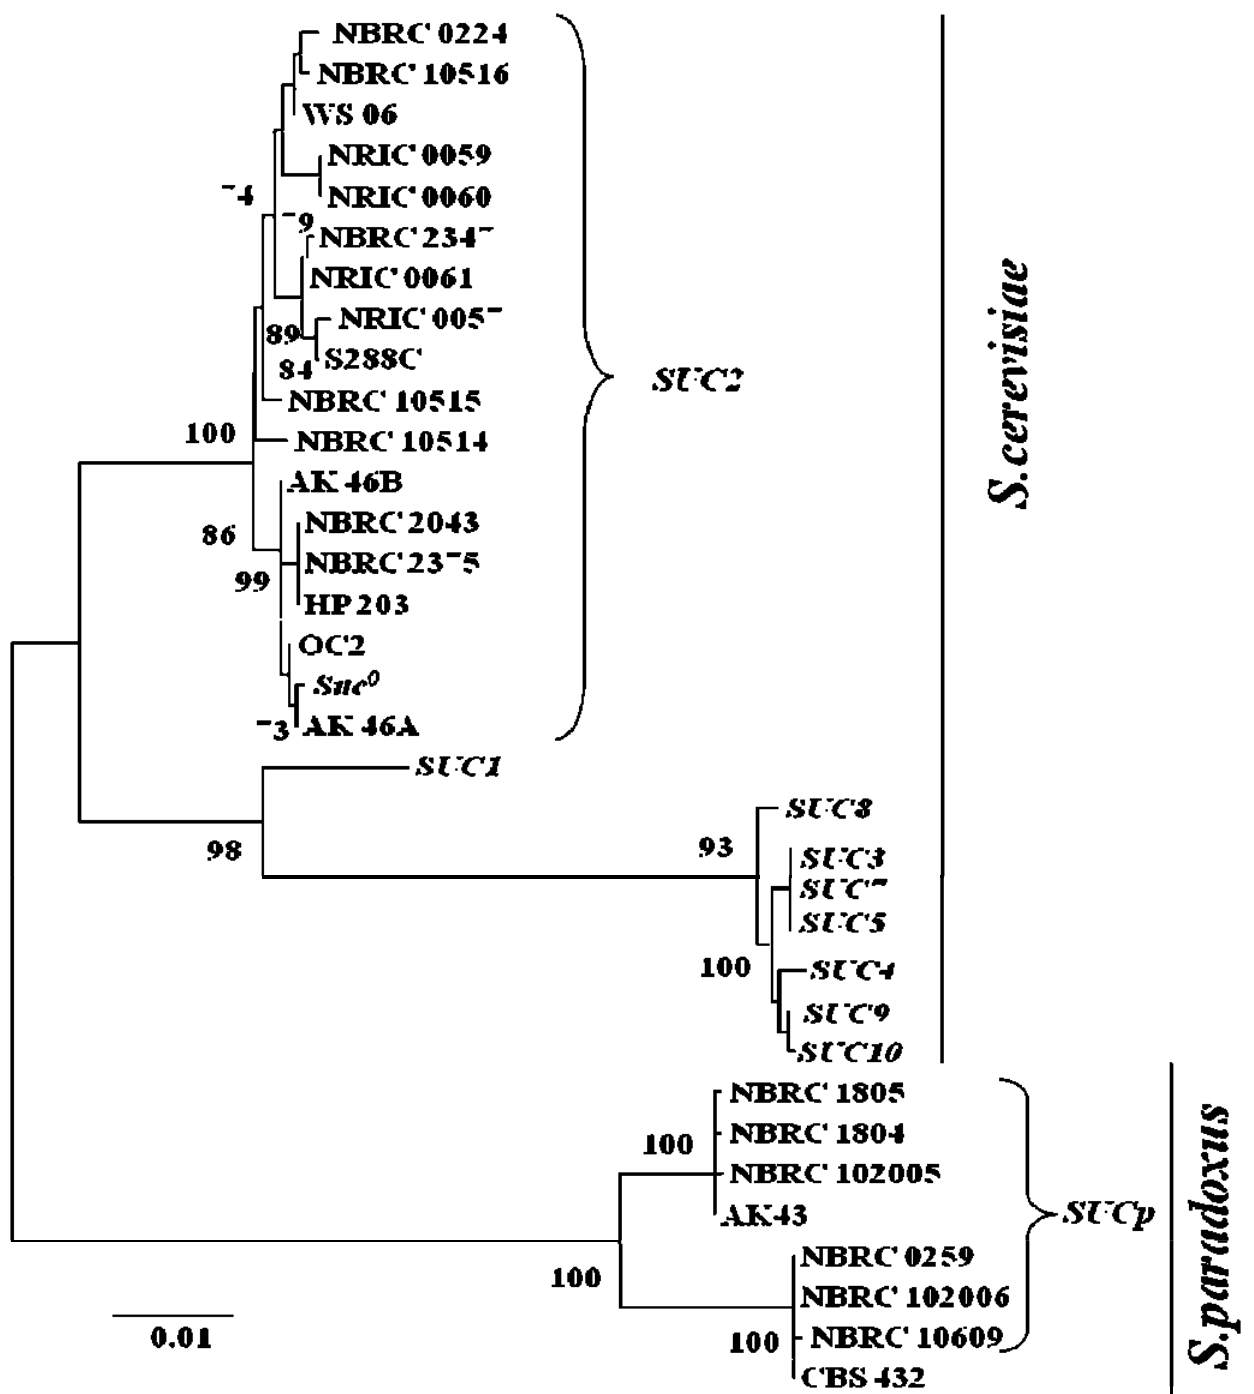 NBRC 0224
NBRC 10516
WS 06
NRIC 0059
74
NRIC 0060
79
NBRC 2347
NRIC 0061
NRIC 0057
89
S288C
84
SUC2
NBRC 10515
100
NBRC 10514
AK 46B
NBRC 2043
86
NBRC 2375
99
HP 203
OC2
Suc⁰
73
AK 46A
SUC1
S.cerevisiae
98
93
SUC8
SUC3
SUC7
SUC5
100
SUC4
SUC9
SUC10
NBRC 1805
100
NBRC 1804
NBRC 102005
AK43
SUCp
S.paradoxus
100
NBRC 0259
NBRC 102006
100
NBRC 10609
CBS 432
0.01